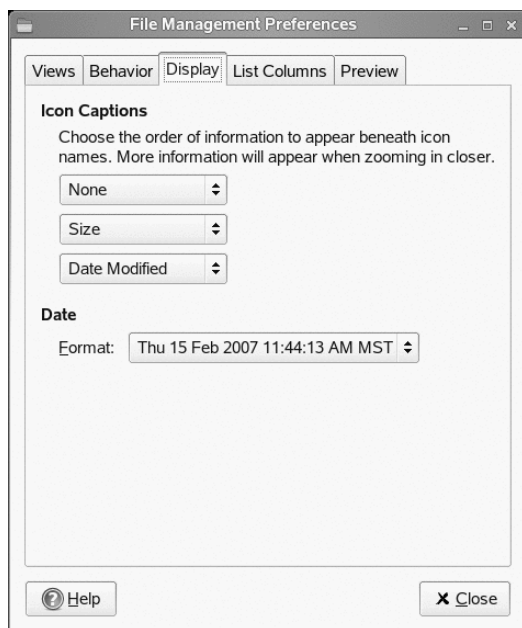 File Management Preferences
Views Behavior Display List Columns Preview
Icon Captions
Choose the order of information to appear beneath icon
names. More information will appear when zooming in closer.
None
Size
Date Modified
Date
Format: Thu 15 Feb 2007 11:44:13 AM MST
Help Close